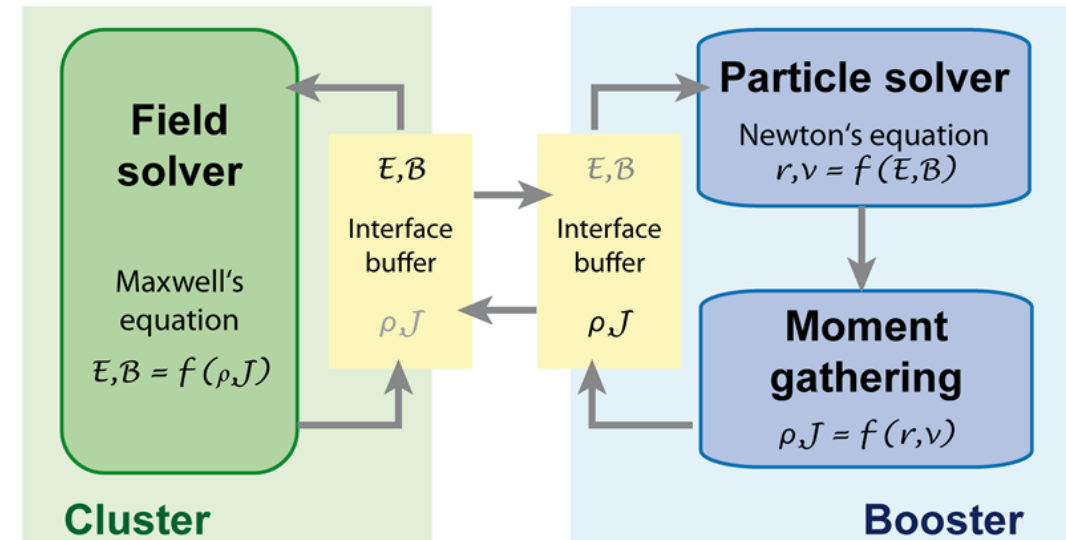 Field
solver
Maxwell‘s
equation
E,B = f (ρ,J)
E,B
Interface
buffer
ρ,J
E,B
Interface
buffer
ρ,J
Particle solver
Newton‘s equation
r,v = f (E,B)
Moment
gathering
ρ,J = f (r,v)
Cluster
Booster